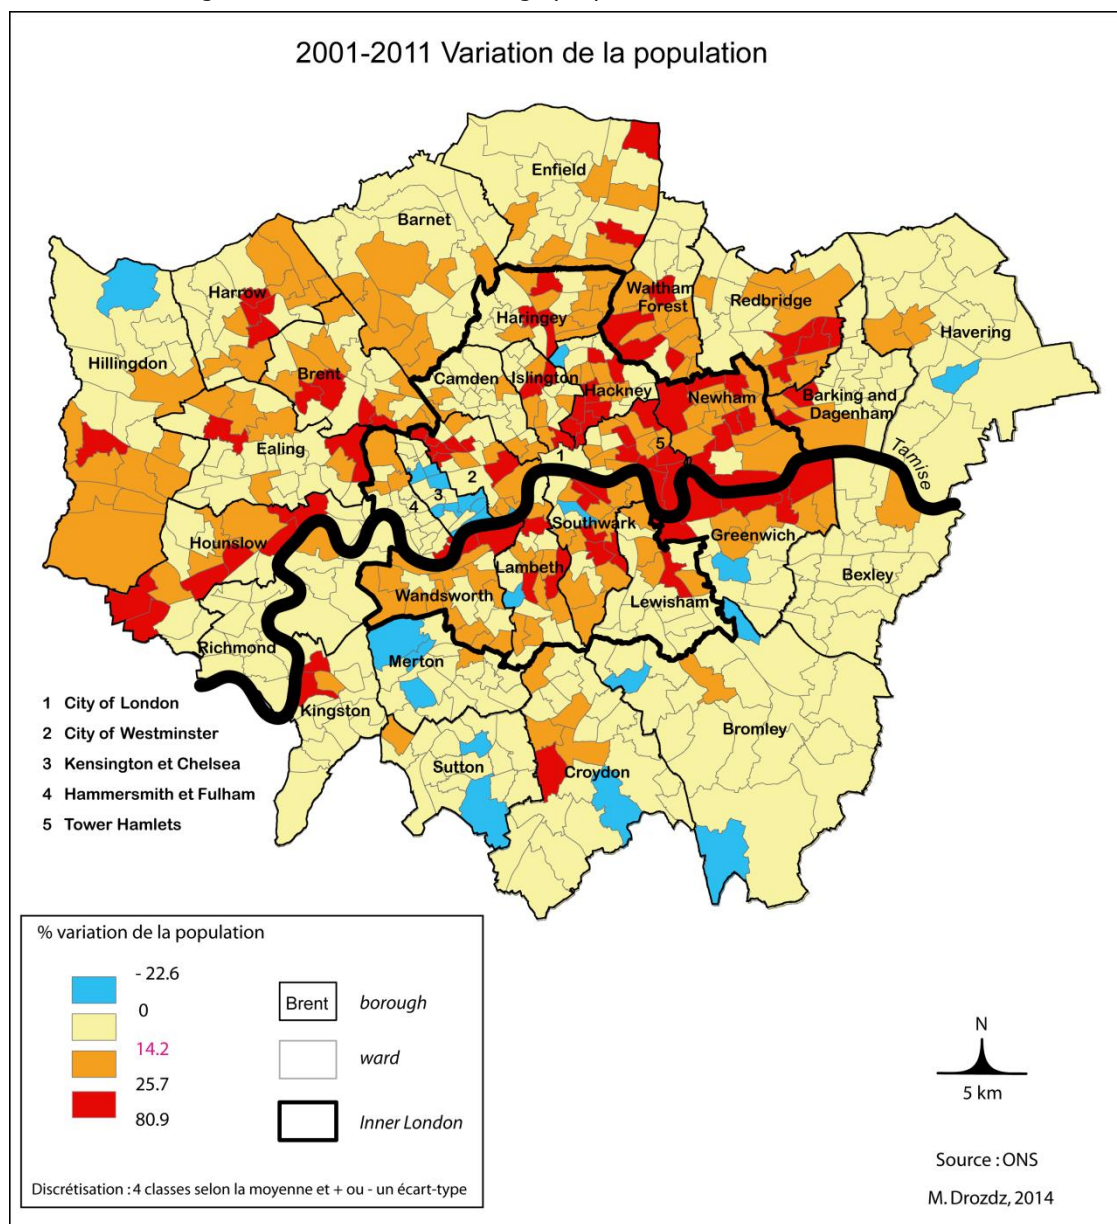 2001-2011 Variation de la population
Enfield
Barnet
Harrow
Haringey
Waltham
Forest
Redbridge
Havering
Hillingdon
Brent
Camden
Islington
Hackney
Newham
Barking and
Dagenham
Ealing
1
5
2
3
4
Tamise
Hounslow
Southwark
Greenwich
Lambeth
Wandsworth
Lewisham
Bexley
Richmond
Merton
Kingston
Bromley
Sutton
Croydon
1 City of London
2 City of Westminster
3 Kensington et Chelsea
4 Hammersmith et Fulham
5 Tower Hamlets
% variation de la population
- 22.6
0
14.2
25.7
80.9
Brent borough
ward
Inner London
Discrétisation : 4 classes selon la moyenne et + ou - un écart-type
N
5 km
Source : ONS
M. Drozdz, 2014